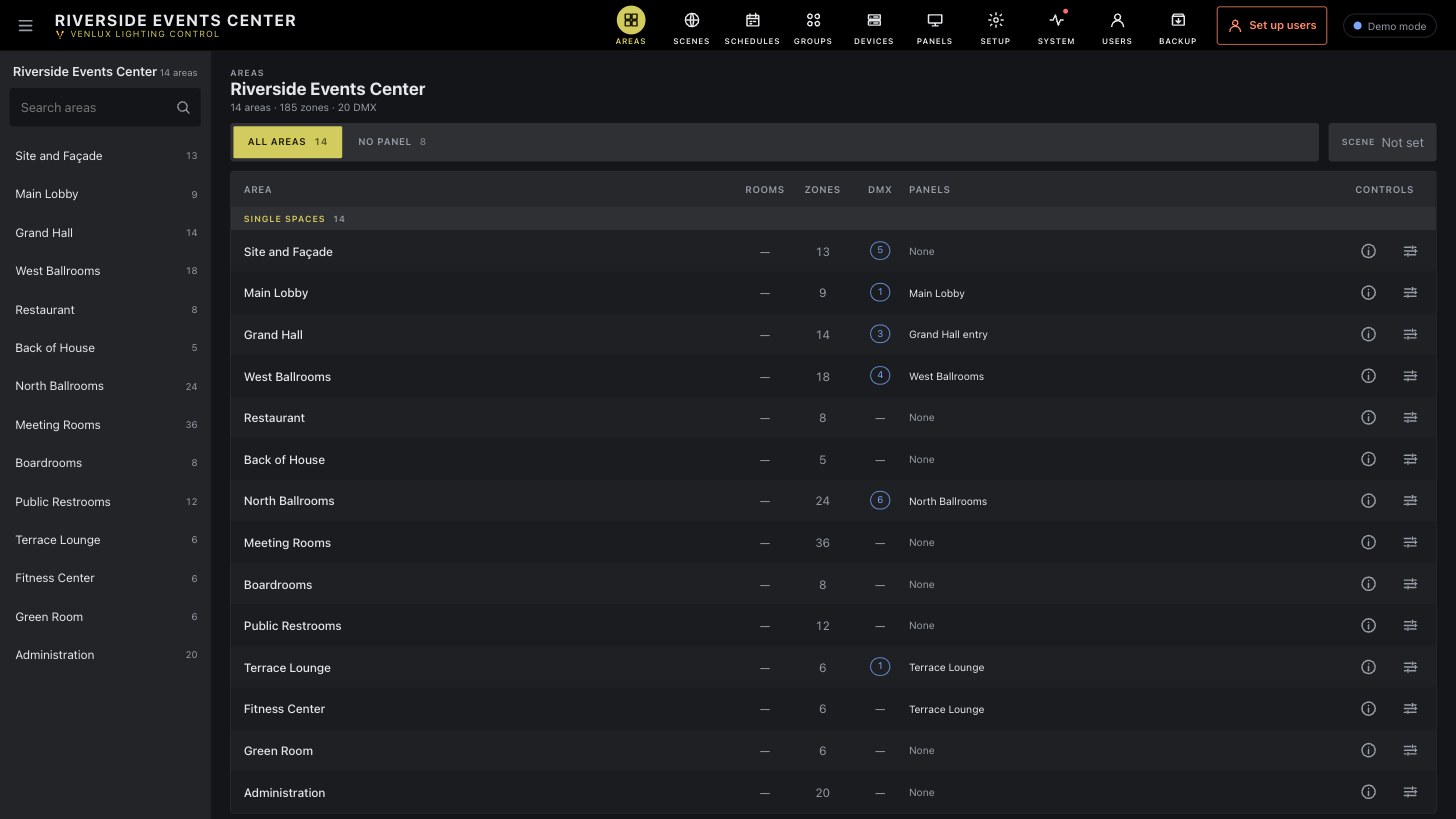 RIVERSIDE EVENTS CENTER
VENLUX LIGHTING CONTROL
AREAS SCENES SCHEDULES GROUPS DEVICES PANELS SETUP SYSTEM USERS BACKUP
Set up users
Demo mode
Riverside Events Center 14 areas
Search areas
Site and Façade 13
Main Lobby 9
Grand Hall 14
West Ballrooms 18
Restaurant 8
Back of House 5
North Ballrooms 24
Meeting Rooms 36
Boardrooms 8
Public Restrooms 12
Terrace Lounge 6
Fitness Center 6
Green Room 6
Administration 20
AREAS
Riverside Events Center
14 areas · 185 zones · 20 DMX
ALL AREAS 14 NO PANEL 8
SCENE Not set
AREA ROOMS ZONES DMX PANELS CONTROLS
SINGLE SPACES 14
Site and Façade — 13 5 None
Main Lobby — 9 1 Main Lobby
Grand Hall — 14 3 Grand Hall entry
West Ballrooms — 18 4 West Ballrooms
Restaurant — 8 — None
Back of House — 5 — None
North Ballrooms — 24 6 North Ballrooms
Meeting Rooms — 36 — None
Boardrooms — 8 — None
Public Restrooms — 12 — None
Terrace Lounge — 6 1 Terrace Lounge
Fitness Center — 6 — Terrace Lounge
Green Room — 6 — None
Administration — 20 — None